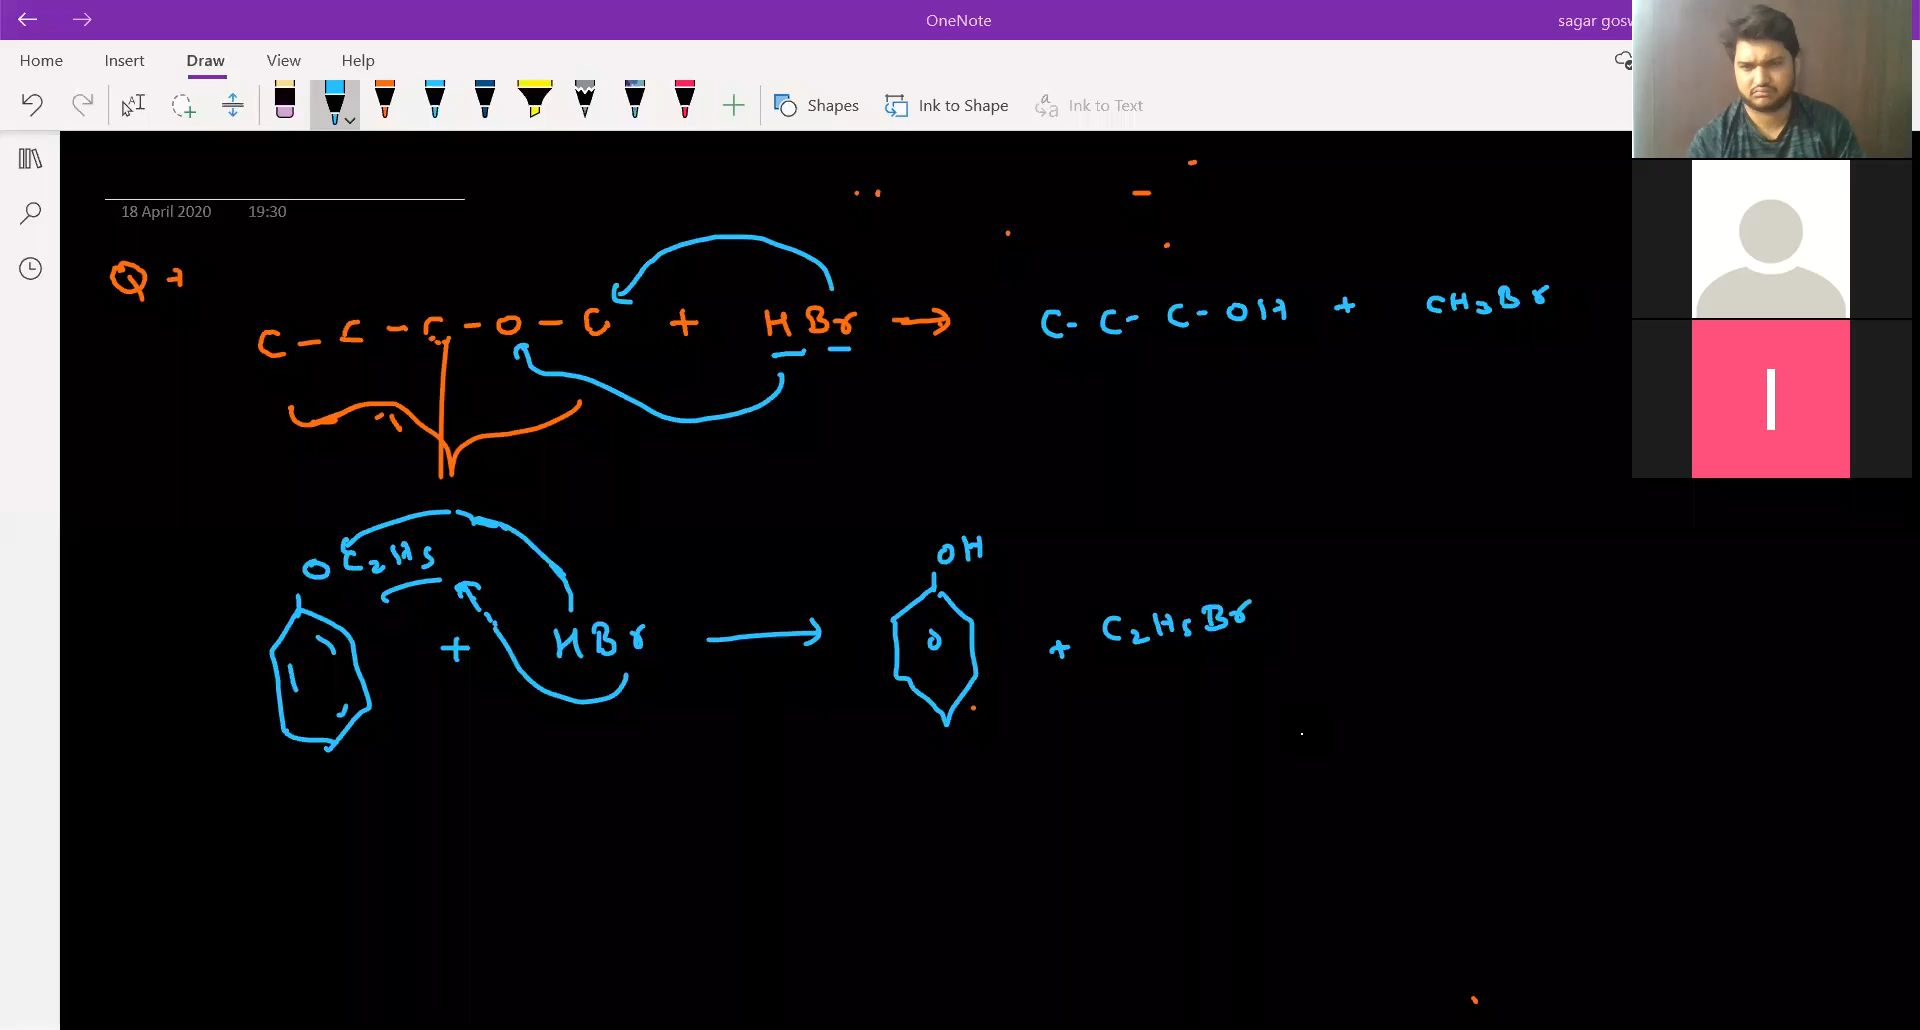 OneNote
sagar gosw
Home Insert Draw View Help
Shapes Ink to Shape Ink to Text
18 April 2020 19:30
Q →
C - C - C - O - C + HBr → C - C - C - OH + CH3Br
OC2H5 + HBr → OH + C2H5Br
I